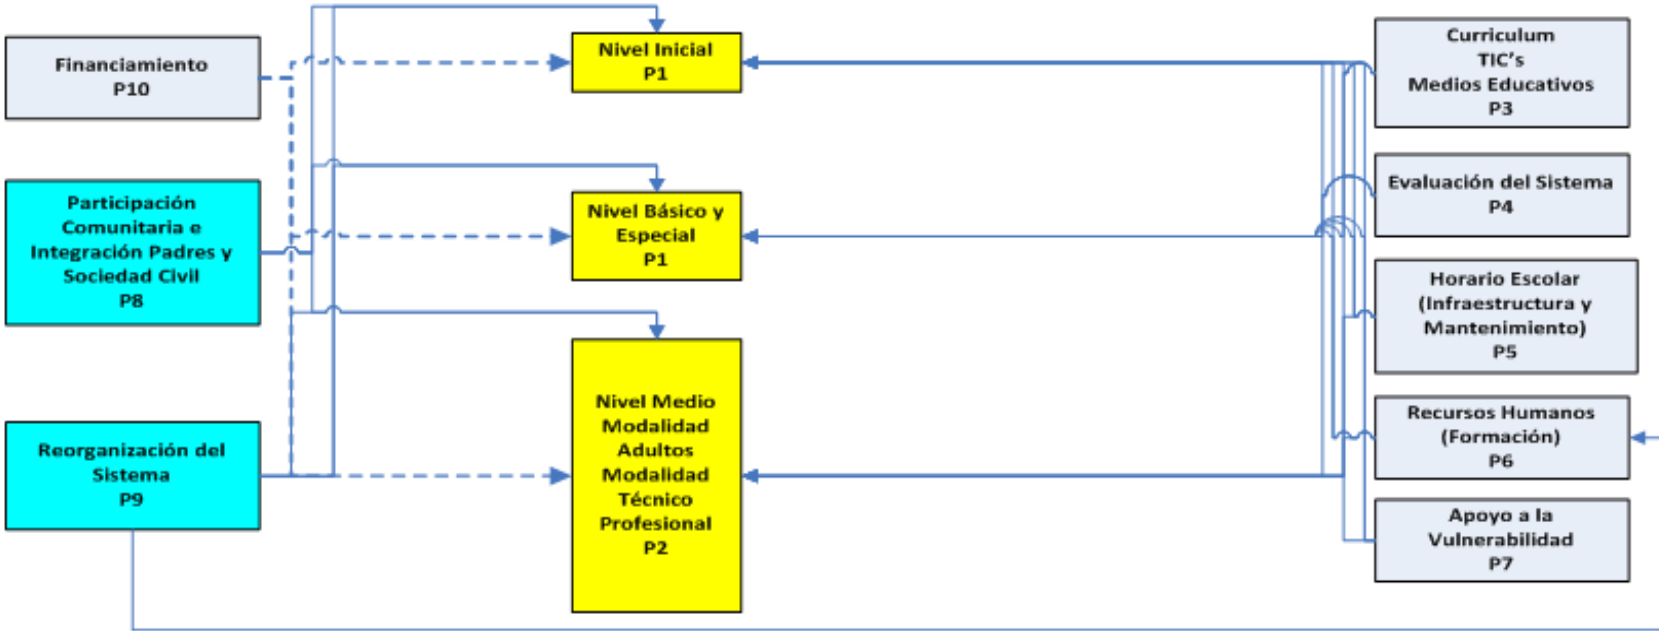 Financiamiento
P10
Participación
Comunitaria e
Integración Padres y
Sociedad Civil
P8
Reorganización del
Sistema
P9
Nivel Inicial
P1
Nivel Básico y
Especial
P1
Nivel Medio
Modalidad
Adultos
Modalidad
Técnico
Profesional
P2
Curriculum
TIC's
Medios Educativos
P3
Evaluación del Sistema
P4
Horario Escolar
(Infraestructura y
Mantenimiento)
P5
Recursos Humanos
(Formación)
P6
Apoyo a la
Vulnerabilidad
P7